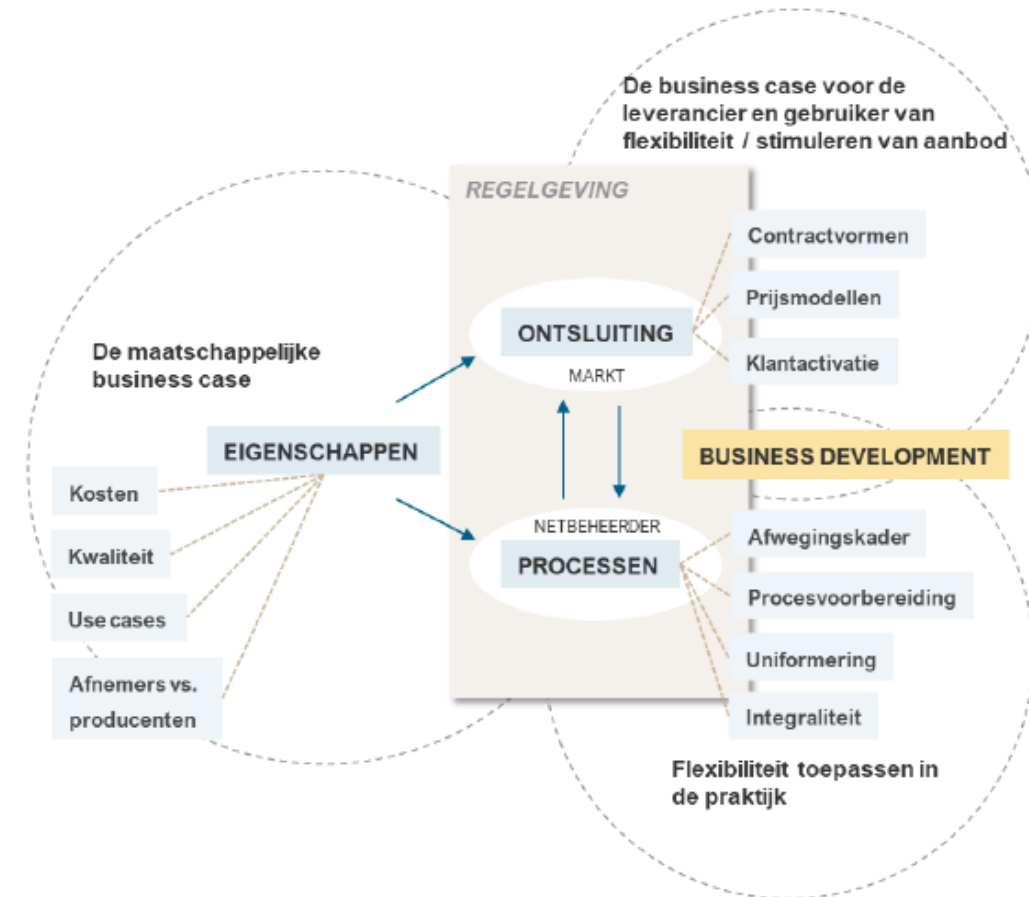 De business case voor de
leverancier en gebruiker van
flexibiliteit / stimuleren van aanbod
REGELGEVING
Contractvormen
Prijsmodellen
Klantactivatie
ONTSLUITING
MARKT
De maatschappelijke
business case
EIGENSCHAPPEN
Kosten
Kwaliteit
Use cases
Afnemers vs.
producenten
BUSINESS DEVELOPMENT
NETBEHEERDER
PROCESSEN
Afwegingskader
Procesvoorbereiding
Uniformering
Integraliteit
Flexibiliteit toepassen in
de praktijk